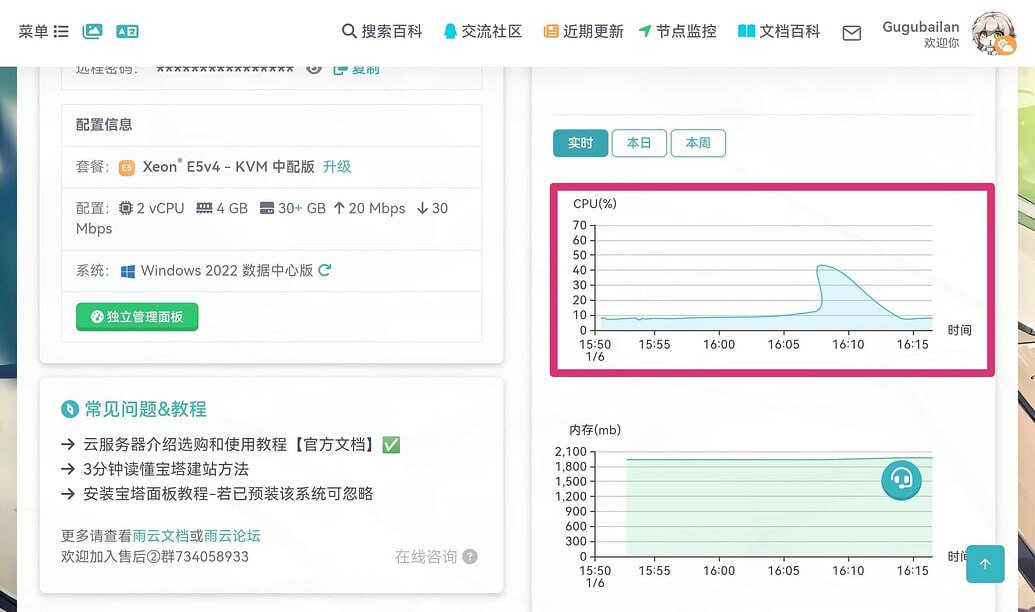 菜单
搜索百科
交流社区
近期更新
节点监控
文档百科
Gugubailan
欢迎你
远程密码： **************** 复制
配置信息
套餐： E5 Xeon® E5v4 - KVM 中配版 升级
配置： 2 vCPU 4 GB 30+ GB ↑ 20 Mbps ↓ 30
Mbps
系统： Windows 2022 数据中心版
独立管理面板
常见问题&教程
→ 云服务器介绍选购和使用教程【官方文档】✅
→ 3分钟读懂宝塔建站方法
→ 安装宝塔面板教程-若已预装该系统可忽略
更多请查看雨云文档或雨云论坛
欢迎加入售后②群734058933
在线咨询 ?
实时 本日 本周
CPU(%)
70
60
50
40
30
20
10
0
15:50 15:55 16:00 16:05 16:10 16:15
1/6
时间
内存(mb)
2,100
1,800
1,500
1,200
900
600
300
0
15:50 15:55 16:00 16:05 16:10 16:15
1/6
时间